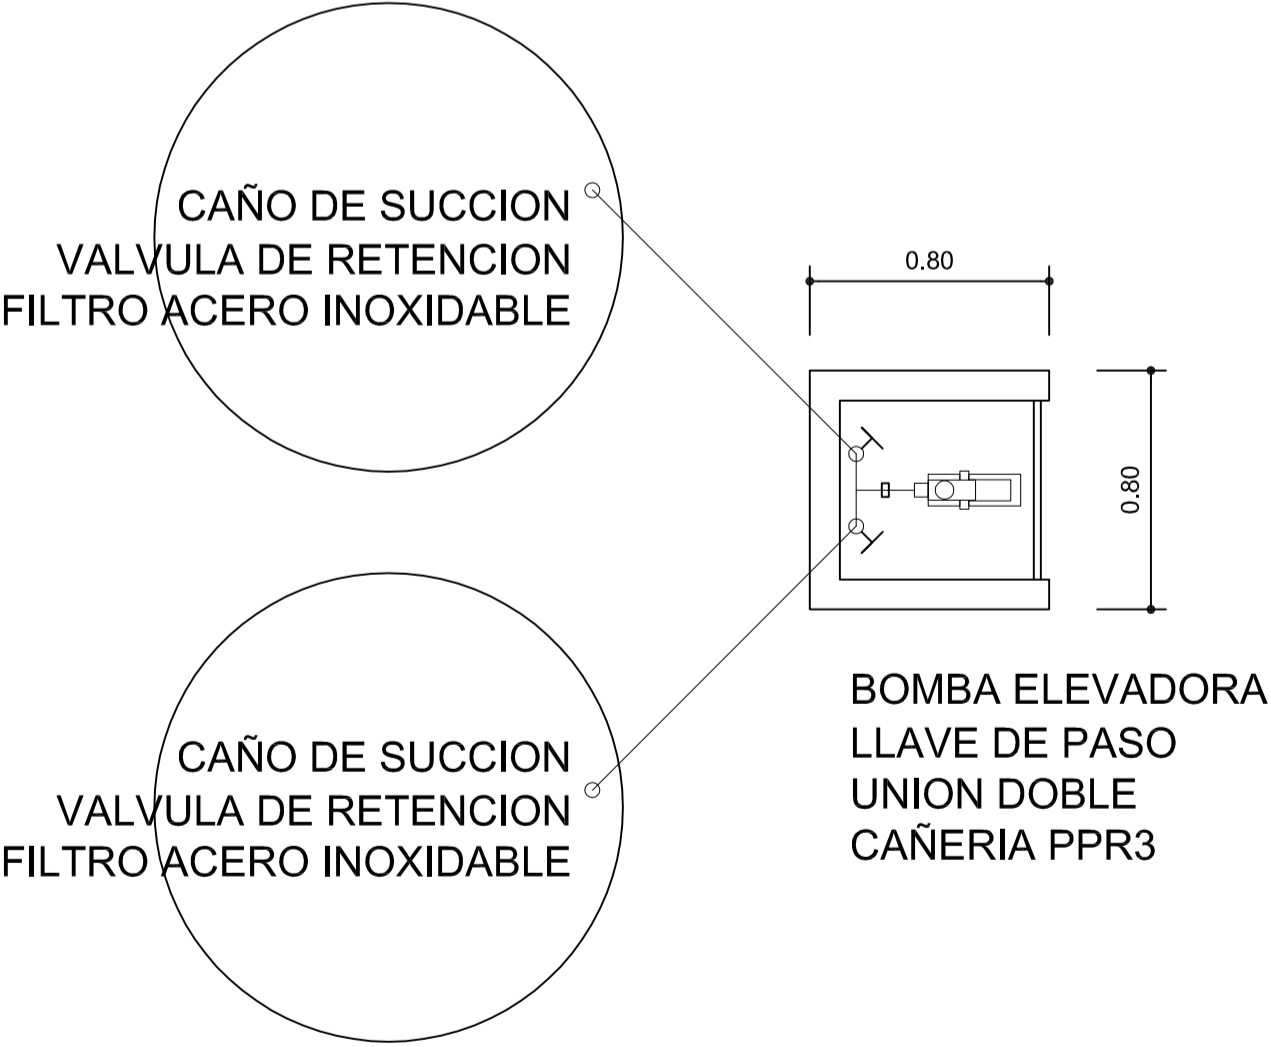 CAÑO DE SUCCION
VALVULA DE RETENCION
FILTRO ACERO INOXIDABLE
0.80
0.80
CAÑO DE SUCCION
VALVULA DE RETENCION
FILTRO ACERO INOXIDABLE
BOMBA ELEVADORA
LLAVE DE PASO
UNION DOBLE
CAÑERIA PPR3